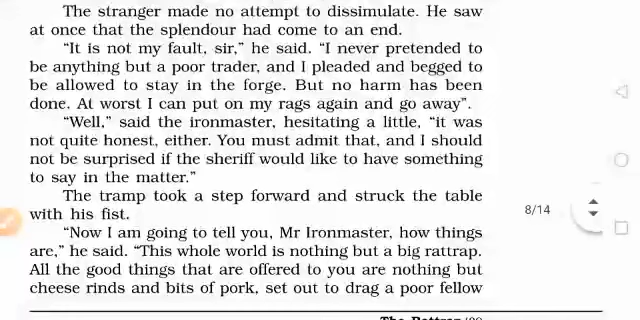 The stranger made no attempt to dissimulate. He saw
at once that the splendour had come to an end.
“It is not my fault, sir,” he said. “I never pretended to
be anything but a poor trader, and I pleaded and begged to
be allowed to stay in the forge. But no harm has been
done. At worst I can put on my rags again and go away”.
“Well,” said the ironmaster, hesitating a little, “it was
not quite honest, either. You must admit that, and I should
not be surprised if the sheriff would like to have something
to say in the matter.”
The tramp took a step forward and struck the table
with his fist.
“Now I am going to tell you, Mr Ironmaster, how things
are,” he said. “This whole world is nothing but a big rattrap.
All the good things that are offered to you are nothing but
cheese rinds and bits of pork, set out to drag a poor fellow
8/14